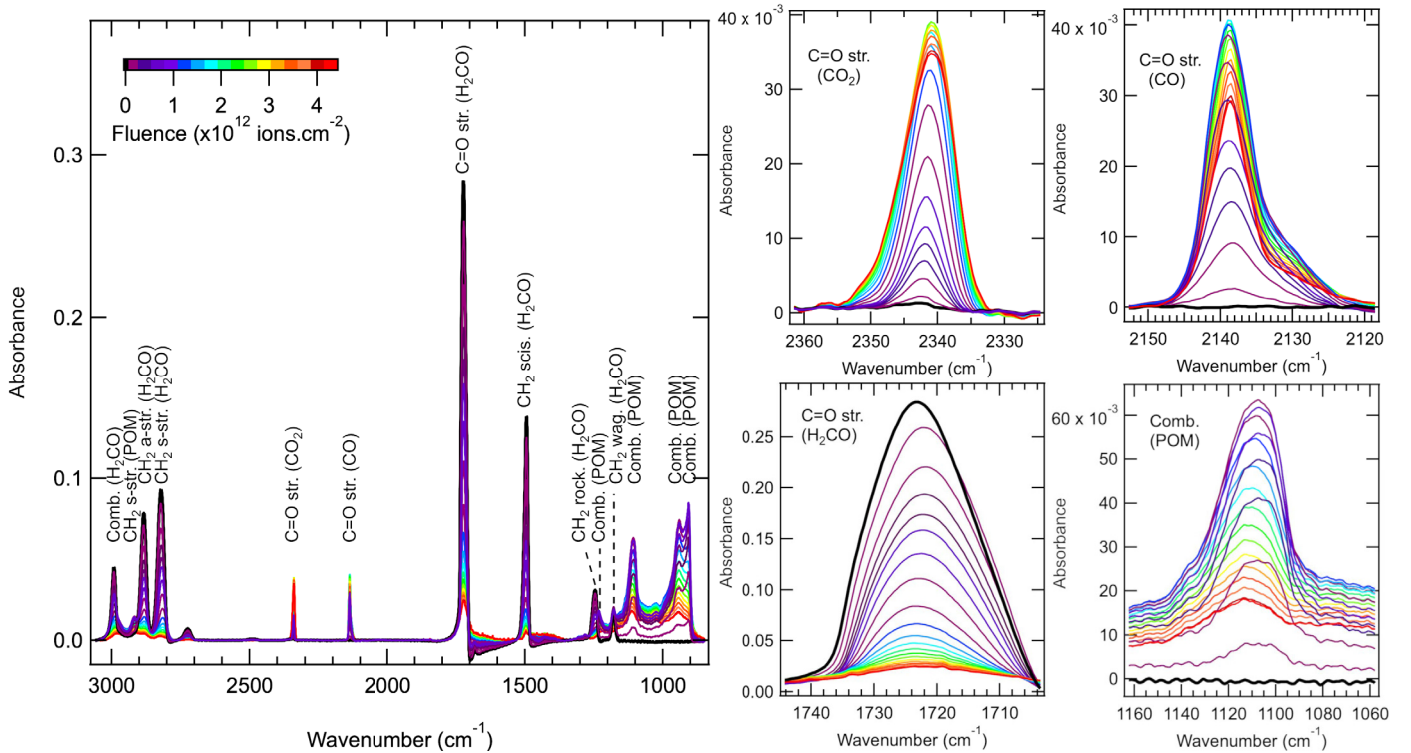 0 1 2 3 4
Fluence (x10¹² ions.cm⁻²)
0.3
0.2
0.1
0.0
Absorbance
3000 2500 2000 1500 1000
Wavenumber (cm⁻¹)
Comb. (H₂CO)
CH₂ s-str. (POM)
CH₂ a-str. (H₂CO)
CH₂ s-str. (H₂CO)
C=O str. (CO₂)
C=O str. (CO)
C=O str. (H₂CO)
CH₂ scis. (H₂CO)
CH₂ rock. (H₂CO)
Comb. (POM)
CH₂ wag. (H₂CO)
Comb. (POM)
Comb. (POM)
Comb. (POM)
40 x 10⁻³
30
20
10
0
Absorbance
C=O str.
(CO₂)
2360 2350 2340 2330
Wavenumber (cm⁻¹)
40 x 10⁻³
30
20
10
0
Absorbance
C=O str.
(CO)
2150 2140 2130 2120
Wavenumber (cm⁻¹)
0.25
0.20
0.15
0.10
0.05
0.00
Absorbance
C=O str.
(H₂CO)
1740 1730 1720 1710
Wavenumber (cm⁻¹)
60 x 10⁻³
50
40
30
20
10
0
Absorbance
Comb.
(POM)
1160 1140 1120 1100 1080 1060
Wavenumber (cm⁻¹)